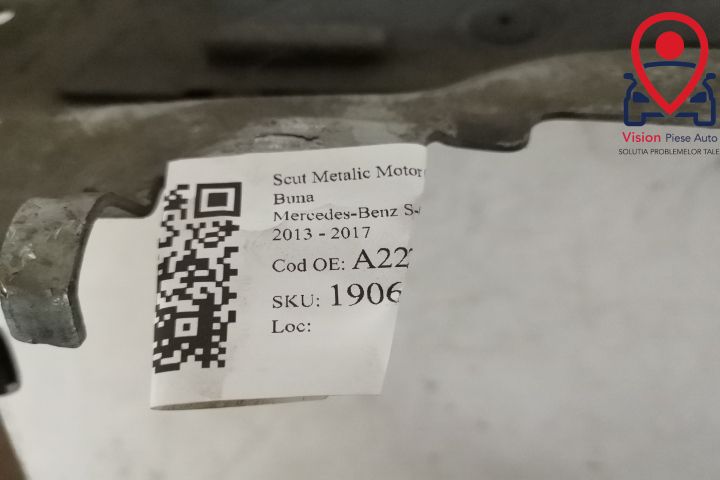 Vision Piese Auto
SOLUTIA PROBLEMELOR TALE
Scut Metalic Motor
Buna
Mercedes-Benz S-
2013 - 2017
Cod OE: A22
SKU: 1906
Loc: